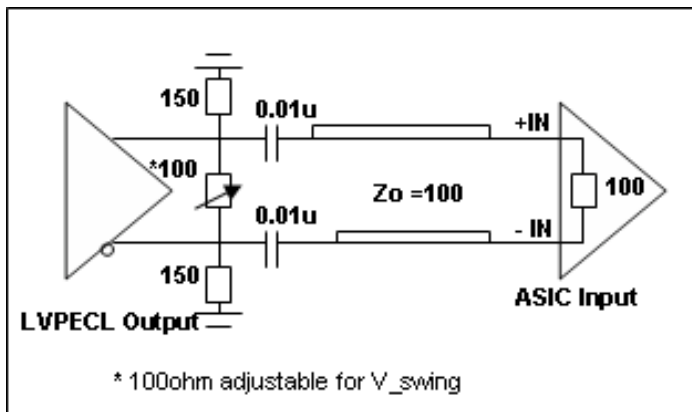 150
0.01u
+IN
*100
100
Zo =100
0.01u
- IN
150
ASIC Input
LVPECL Output
* 100ohm adjustable for V_swing